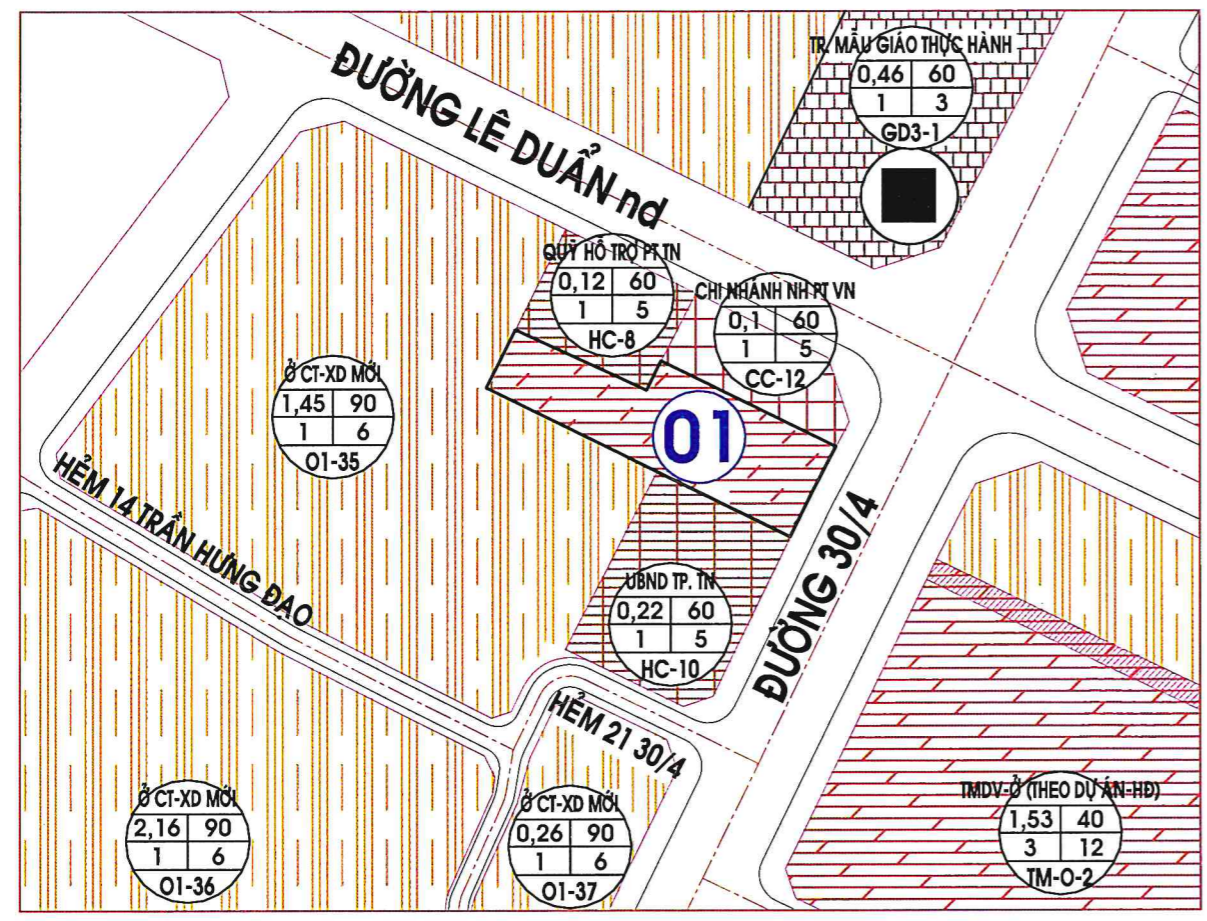 TR. MẪU GIÁO THỰC HÀNH
0,46 60
1 3
GD3-1
ĐƯỜNG LÊ DUẨN nd
QUỸ HỖ TRỢ PT TN
0,12 60
1 5
HC-8
CHI NHÁNH NH PT VN
0,1 60
1 5
CC-12
Ở CT-XD MỚI
1,45 90
1 6
O1-35
01
HẺM 14 TRẦN HƯNG ĐẠO
ĐƯỜNG 30/4
UBND TP. TN
0,22 60
1 5
HC-10
HẺM 21 30/4
Ở CT-XD MỚI
2,16 90
1 6
O1-36
Ở CT-XD MỚI
0,26 90
1 6
O1-37
TMDV-Ở (THEO DỰ ÁN-HĐ)
1,53 40
3 12
TM-O-2